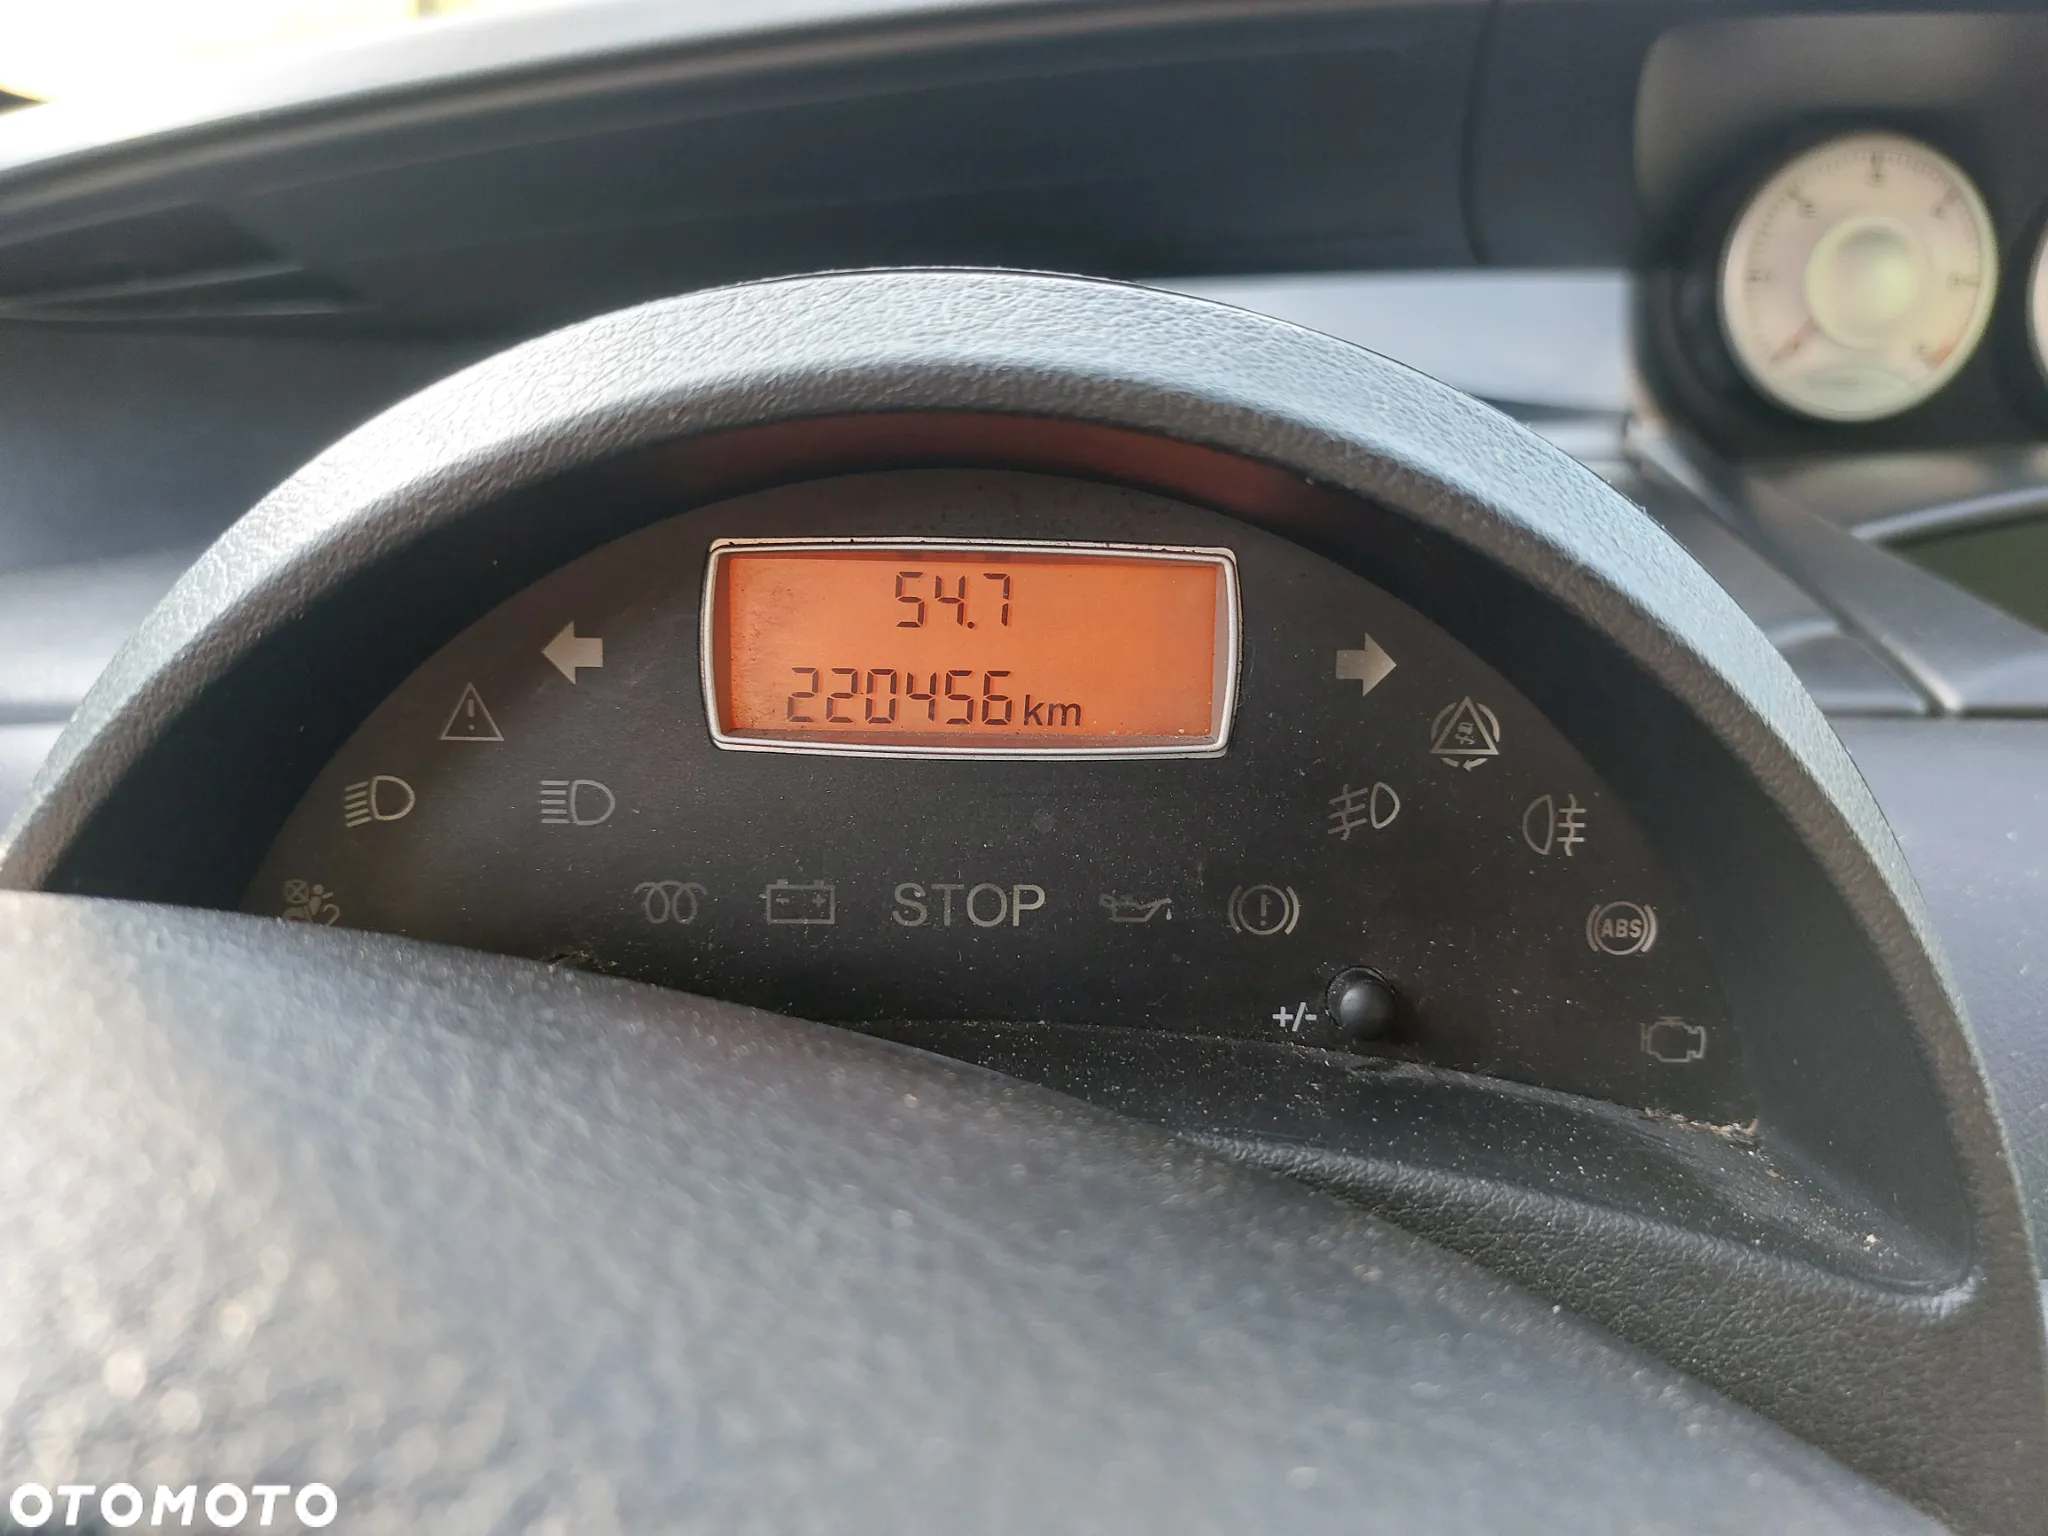 54.7
220456 km
STOP
ABS
+/-
OTOMOTO